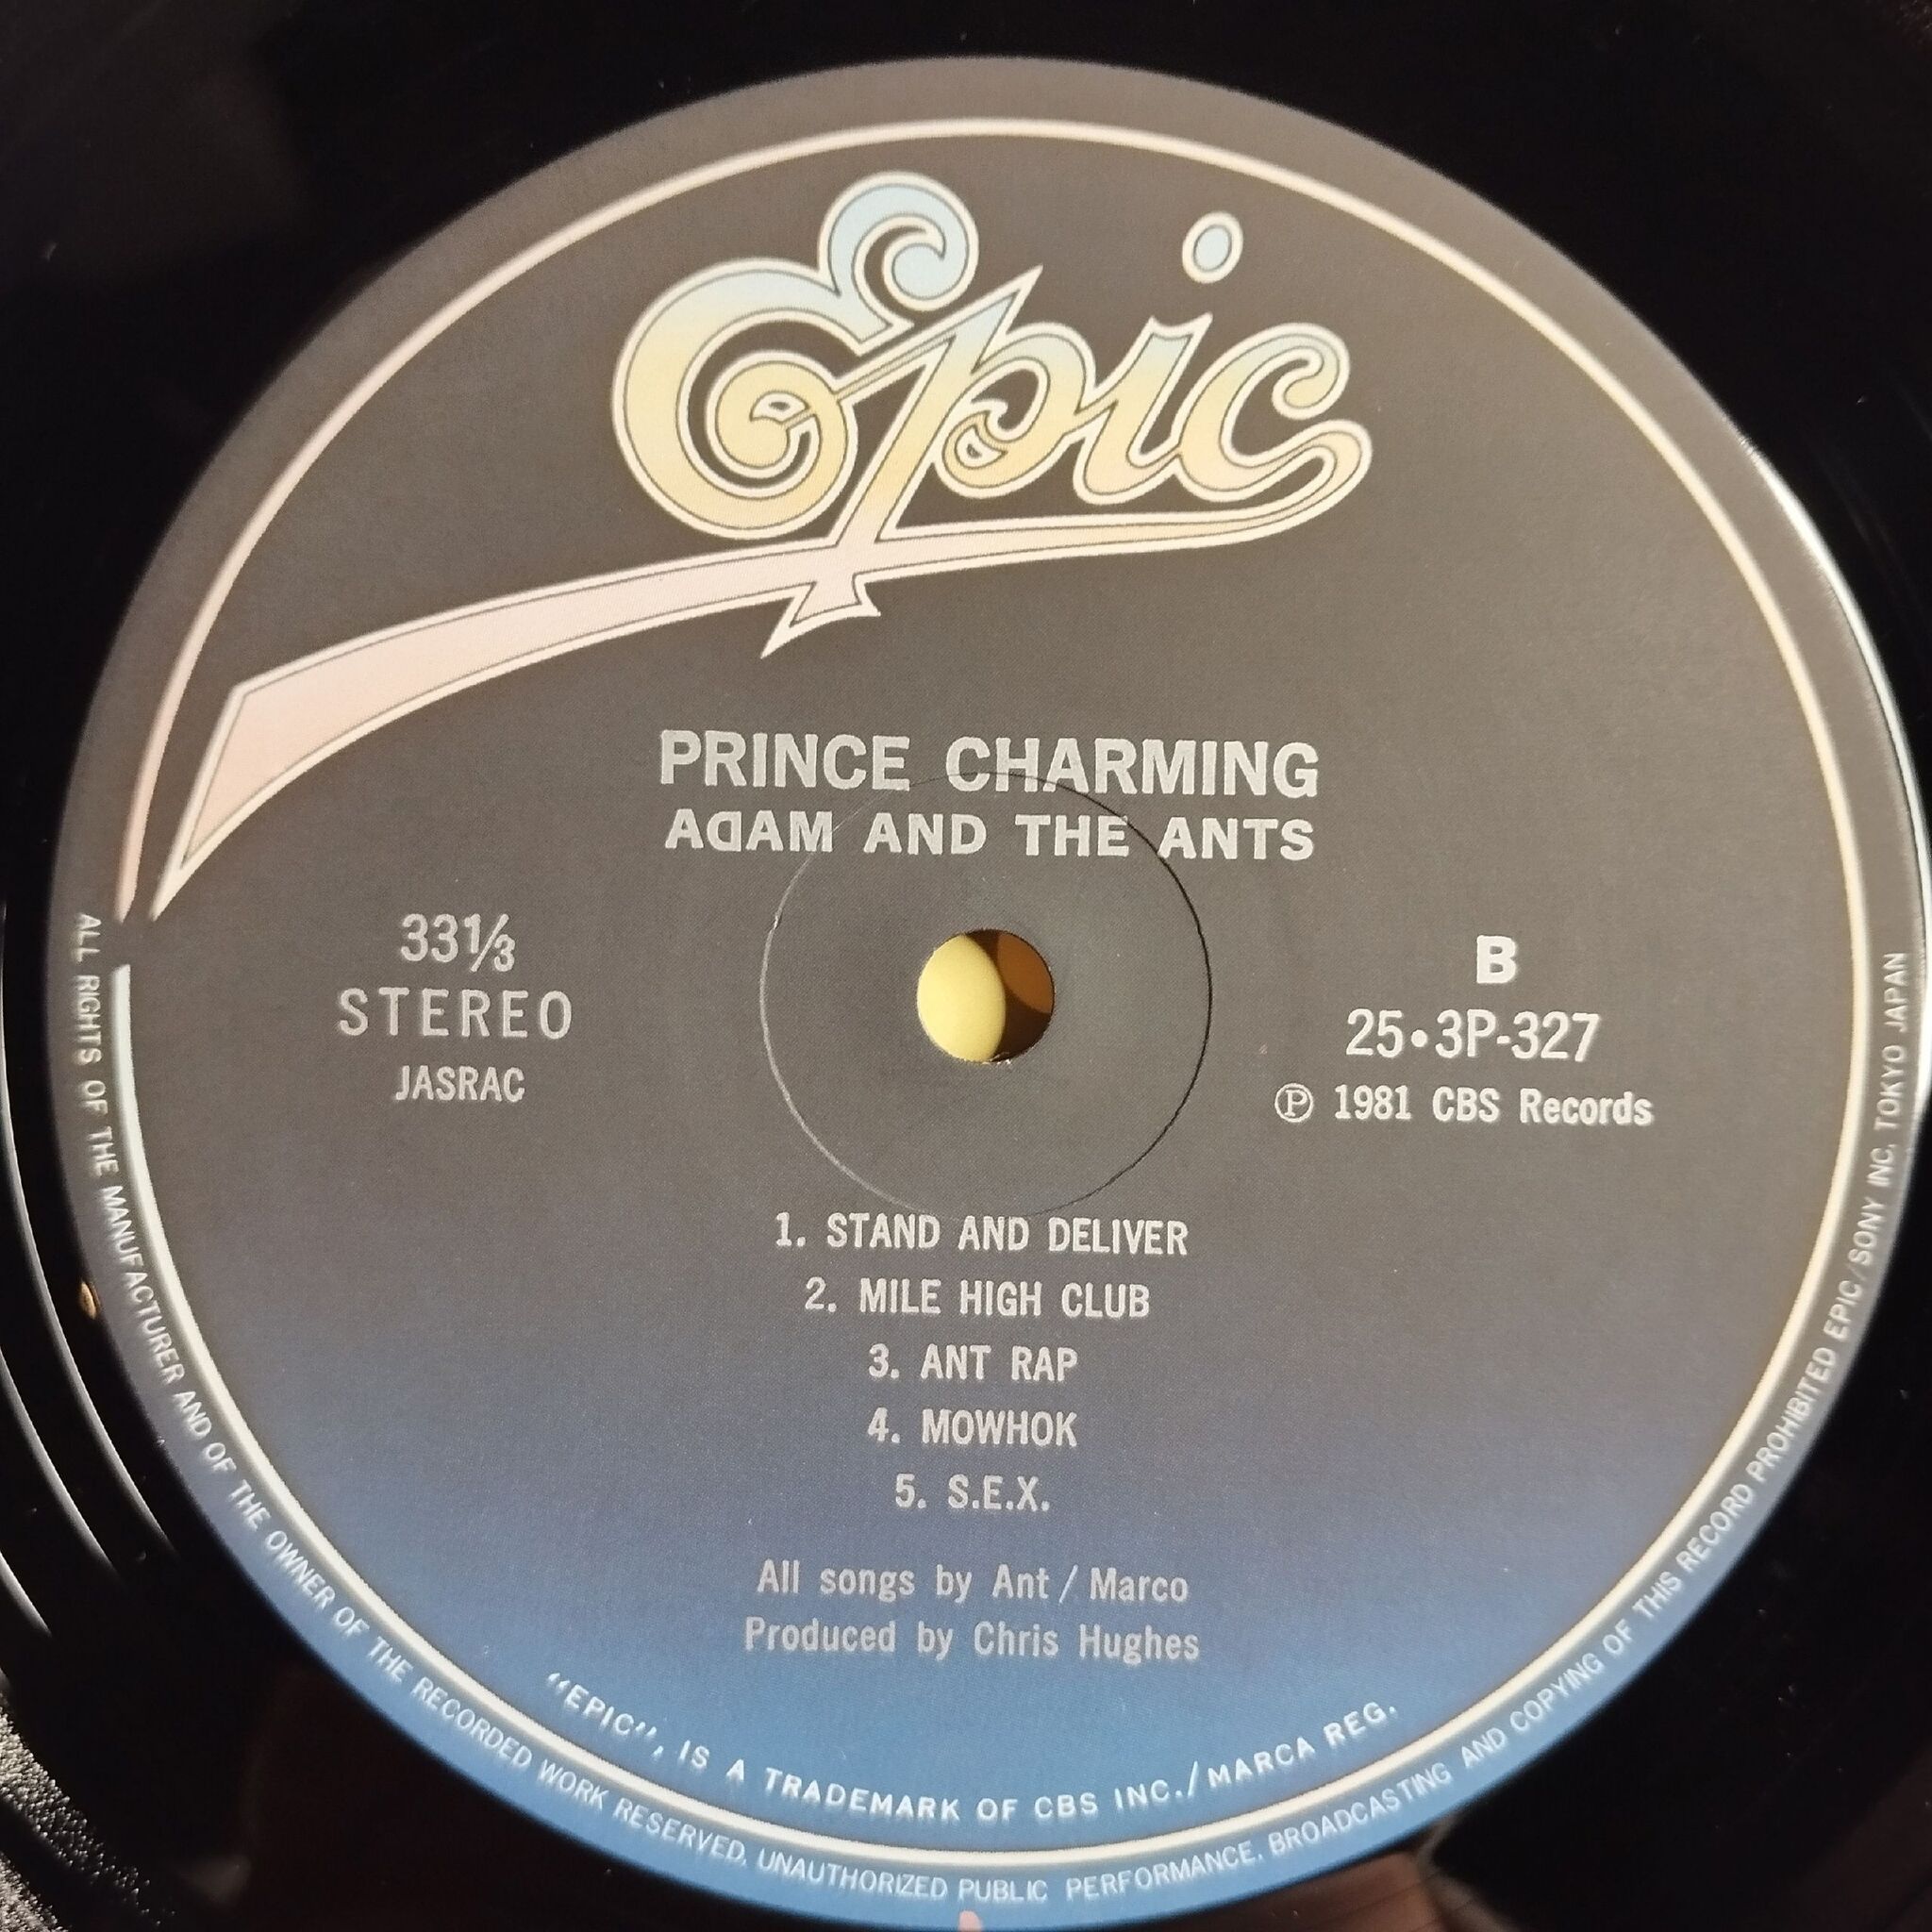 Epic
PRINCE CHARMING
ADAM AND THE ANTS
33⅓
STEREO
JASRAC
B
25•3P-327
Ⓟ 1981 CBS Records
1. STAND AND DELIVER
2. MILE HIGH CLUB
3. ANT RAP
4. MOWHOK
5. S.E.X.
All songs by Ant / Marco
Produced by Chris Hughes
“EPIC”, IS A TRADEMARK OF CBS INC./MARCA REG.
ALL RIGHTS OF THE MANUFACTURER AND OF THE OWNER OF THE RECORDED WORK RESERVED. UNAUTHORIZED PUBLIC PERFORMANCE. BROADCASTING AND COPYING OF THIS RECORD PROHIBITED EPIC/SONY INC. TOKYO JAPAN